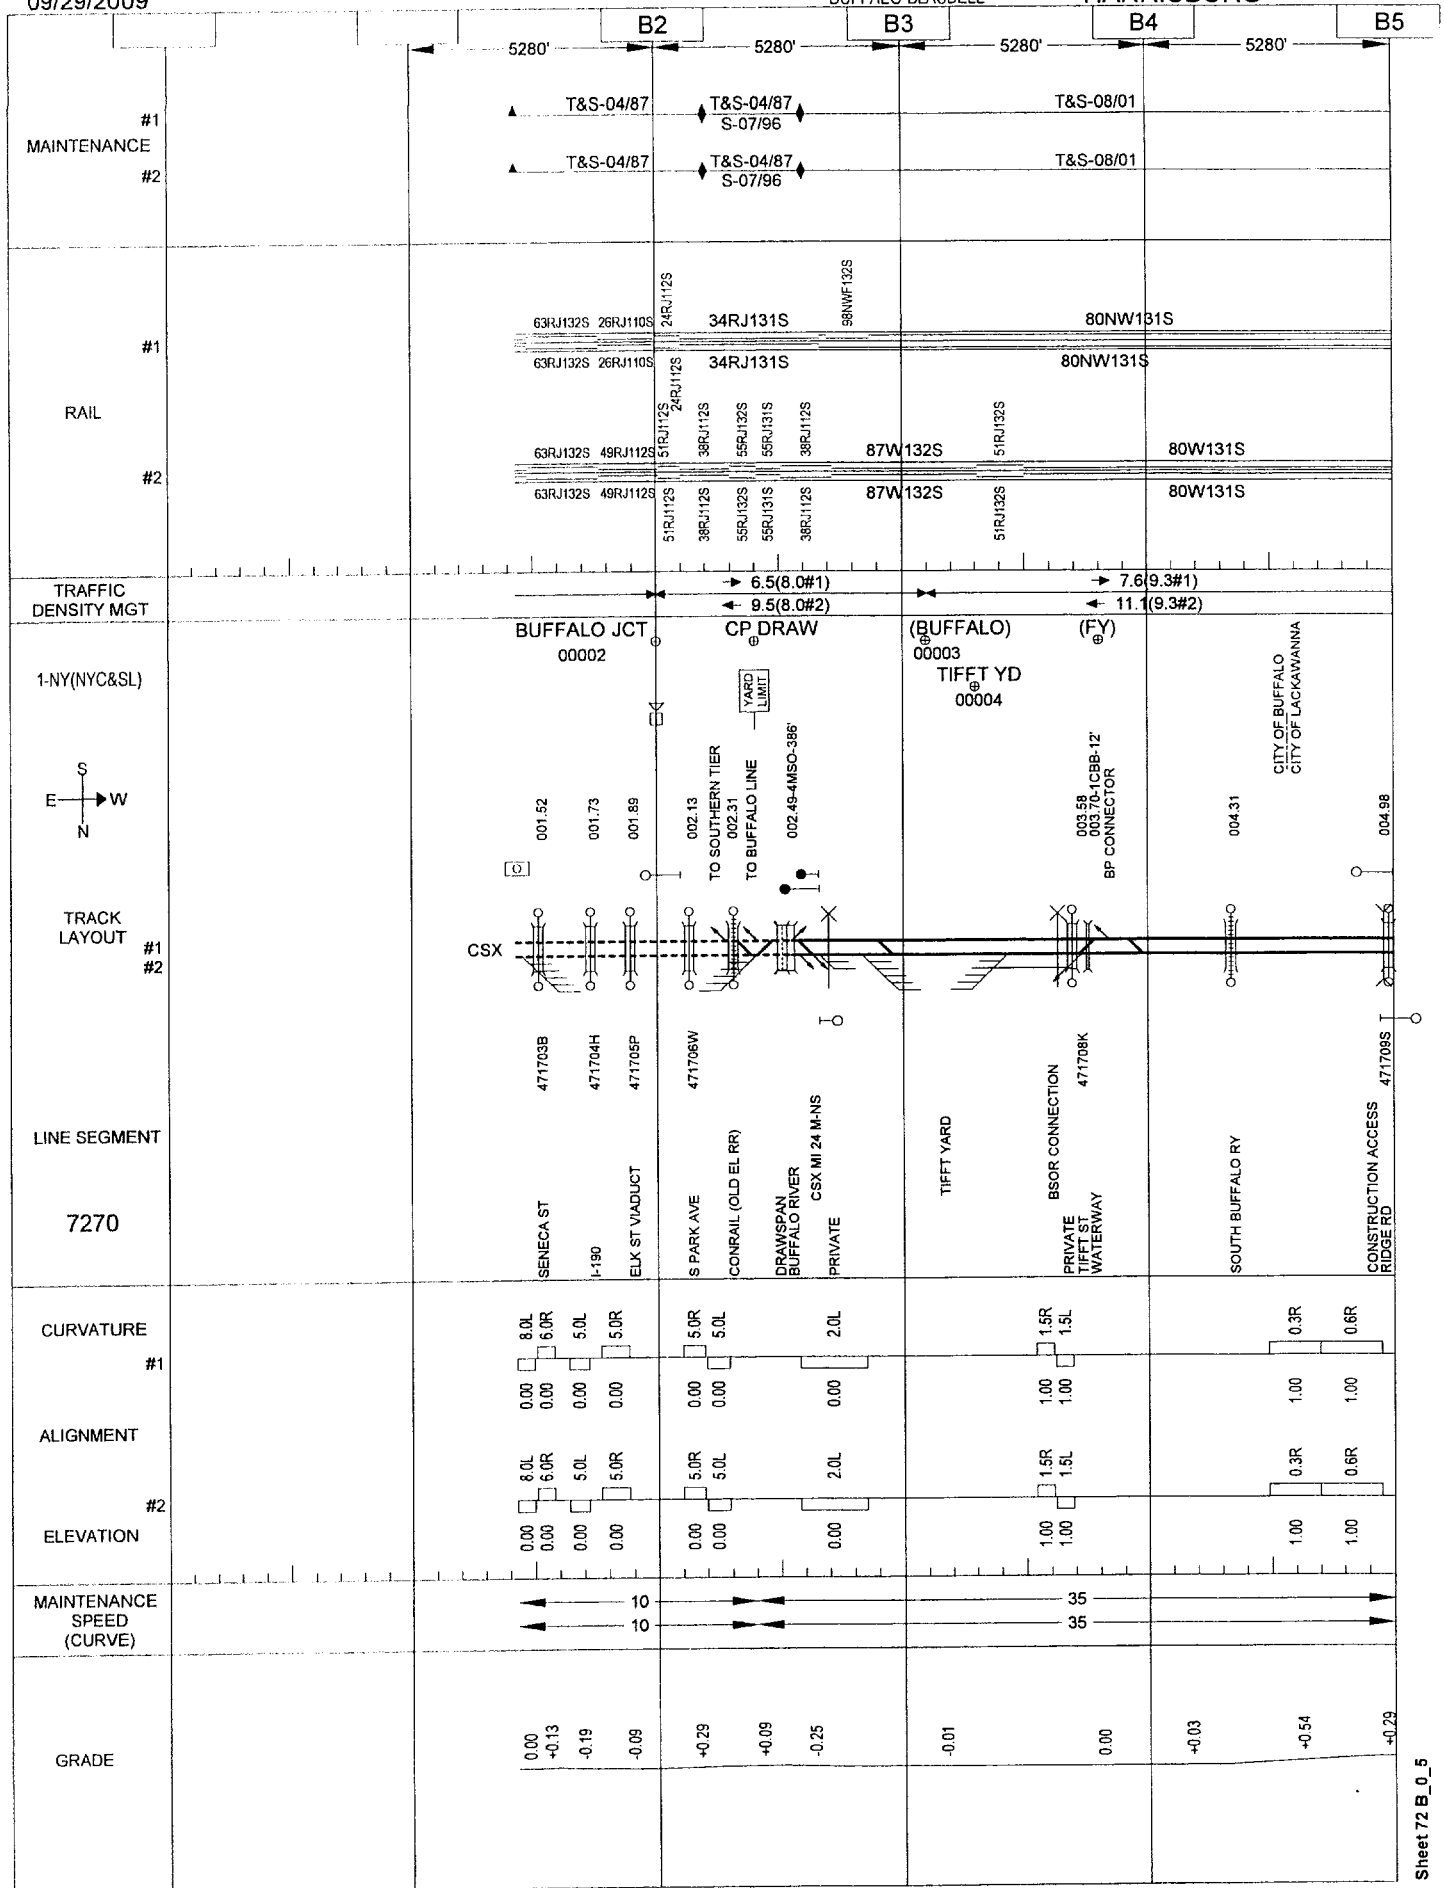 09/29/2009
B2
B3
B4
B5
5280'
5280'
5280'
5280'
MAINTENANCE
#1
#2
T&S-04/87
T&S-04/87
S-07/96
T&S-08/01
T&S-04/87
T&S-04/87
S-07/96
T&S-08/01
RAIL
#1
#2
63RJ132S
26RJ110S
24RJ112S
34RJ131S
98NWF132S
80NW131S
63RJ132S
26RJ110S
24RJ112S
34RJ131S
80NW131S
63RJ132S
49RJ112S
51RJ112S
38RJ112S
55RJ132S
55RJ131S
38RJ112S
87W132S
51RJ132S
80W131S
63RJ132S
49RJ112S
51RJ112S
38RJ112S
55RJ132S
55RJ131S
38RJ112S
87W132S
51RJ132S
80W131S
TRAFFIC
DENSITY MGT
6.5(8.0#1)
9.5(8.0#2)
7.6(9.3#1)
11.1(9.3#2)
1-NY(NYC&SL)
BUFFALO JCT
00002
CP DRAW
(BUFFALO)
00003
TIFFT YD
00004
(FY)
YARD
LIMIT
CITY OF BUFFALO
CITY OF LACKAWANNA
S
E
W
N
001.52
001.73
001.89
002.13
TO SOUTHERN TIER
002.31
TO BUFFALO LINE
002.49-4MSO-386'
003.58
003.70-1CBB-12'
BP CONNECTOR
004.31
004.98
TRACK
LAYOUT
#1
#2
CSX
471703B
471704H
471705P
471706W
471708K
471709S
LINE SEGMENT
7270
SENECA ST
I-190
ELK ST VIADUCT
S PARK AVE
CONRAIL (OLD EL RR)
DRAWSPAN
BUFFALO RIVER
CSX MI 24 M-NS
PRIVATE
TIFFT YARD
BSOR CONNECTION
PRIVATE
TIFFT ST
WATERWAY
SOUTH BUFFALO RY
CONSTRUCTION ACCESS
RIDGE RD
CURVATURE
#1
8.0L
6.0R
5.0L
5.0R
5.0R
5.0L
2.0L
1.5R
1.5L
0.3R
0.6R
0.00
0.00
0.00
0.00
0.00
0.00
0.00
1.00
1.00
1.00
1.00
ALIGNMENT
#2
8.0L
6.0R
5.0L
5.0R
5.0R
5.0L
2.0L
1.5R
1.5L
0.3R
0.6R
ELEVATION
0.00
0.00
0.00
0.00
0.00
0.00
0.00
1.00
1.00
1.00
1.00
MAINTENANCE
SPEED
(CURVE)
10
35
10
35
GRADE
0.00
+0.13
-0.19
-0.09
+0.29
+0.09
-0.25
-0.01
0.00
+0.03
+0.54
+0.29
Sheet 72 B_0_5